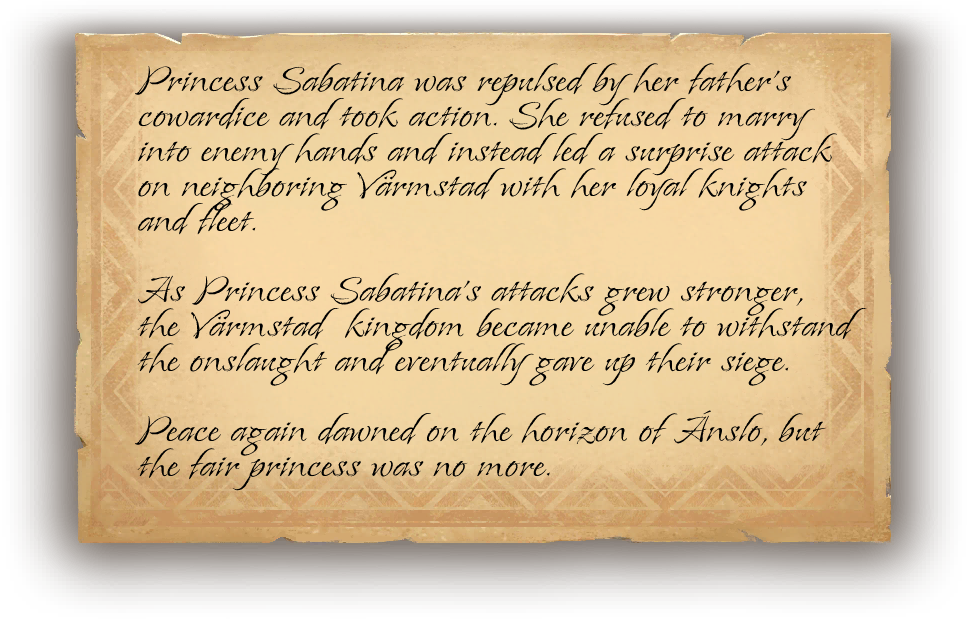 Princess Sabatina was repulsed by her father's
cowardice and took action. She refused to marry
into enemy hands and instead led a surprise attack
on neighboring Värmstad with her loyal knights
and fleet.
As Princess Sabatina's attacks grew stronger,
the Värmstad kingdom became unable to withstand
the onslaught and eventually gave up their siege.
Peace again dawned on the horizon of Ánslo, but
the fair princess was no more.